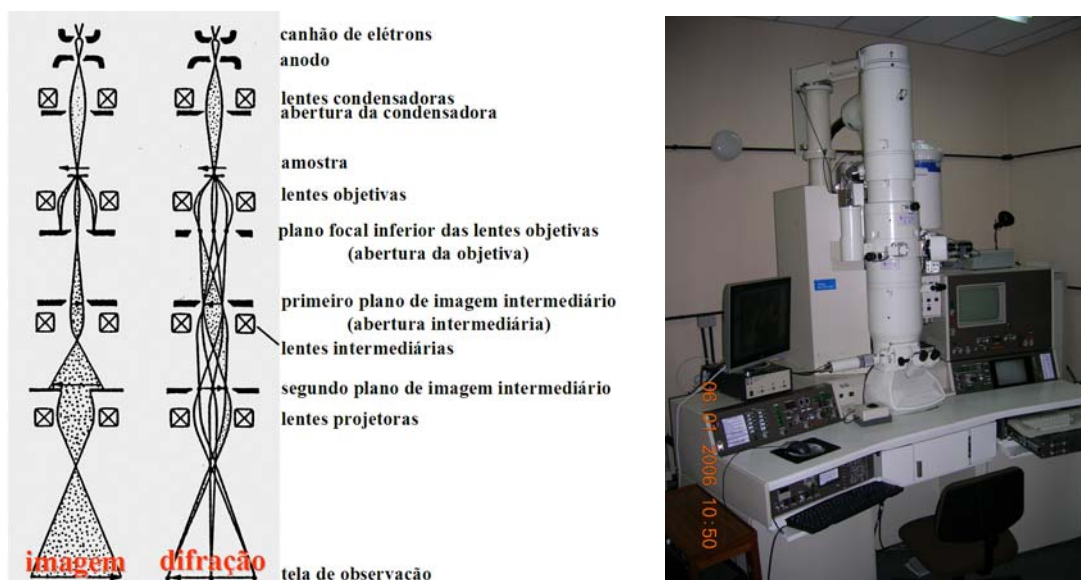 canhão de elétrons
anodo
lentes condensadoras
abertura da condensadora
amostra
lentes objetivas
plano focal inferior das lentes objetivas
(abertura da objetiva)
primeiro plano de imagem intermediário
(abertura intermediária)
lentes intermediárias
segundo plano de imagem intermediário
lentes projetoras
imagem
difração
tela de observação
06 01 2006 10:50